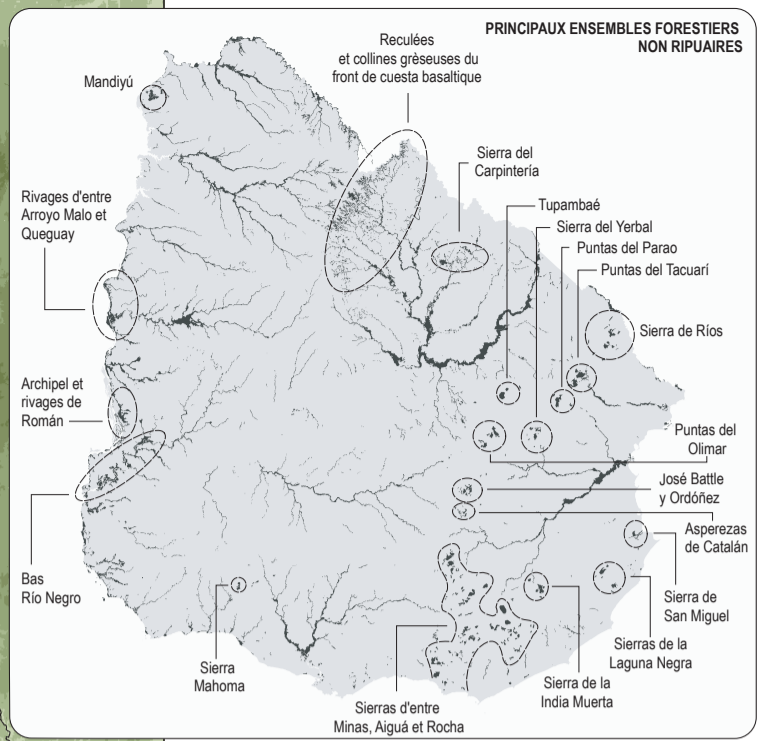 PRINCIPAUX ENSEMBLES FORESTIERS
NON RIPUAIRES
Reculées
et collines grèseuses du
front de cuesta basaltique
Mandiyú
Sierra del
Carpintería
Tupambaé
Sierra del Yerbal
Puntas del Parao
Puntas del Tacuarí
Rivages d'entre
Arroyo Malo et
Queguay
Sierra de Ríos
Archipel et
rivages de
Román
Puntas del
Olimar
José Battle
y Ordóñez
Asperezas
de Catalán
Bas
Río Negro
Sierra de
San Miguel
Sierras de la
Laguna Negra
Sierra
Mahoma
Sierra de la
India Muerta
Sierras d'entre
Minas, Aiguá et Rocha